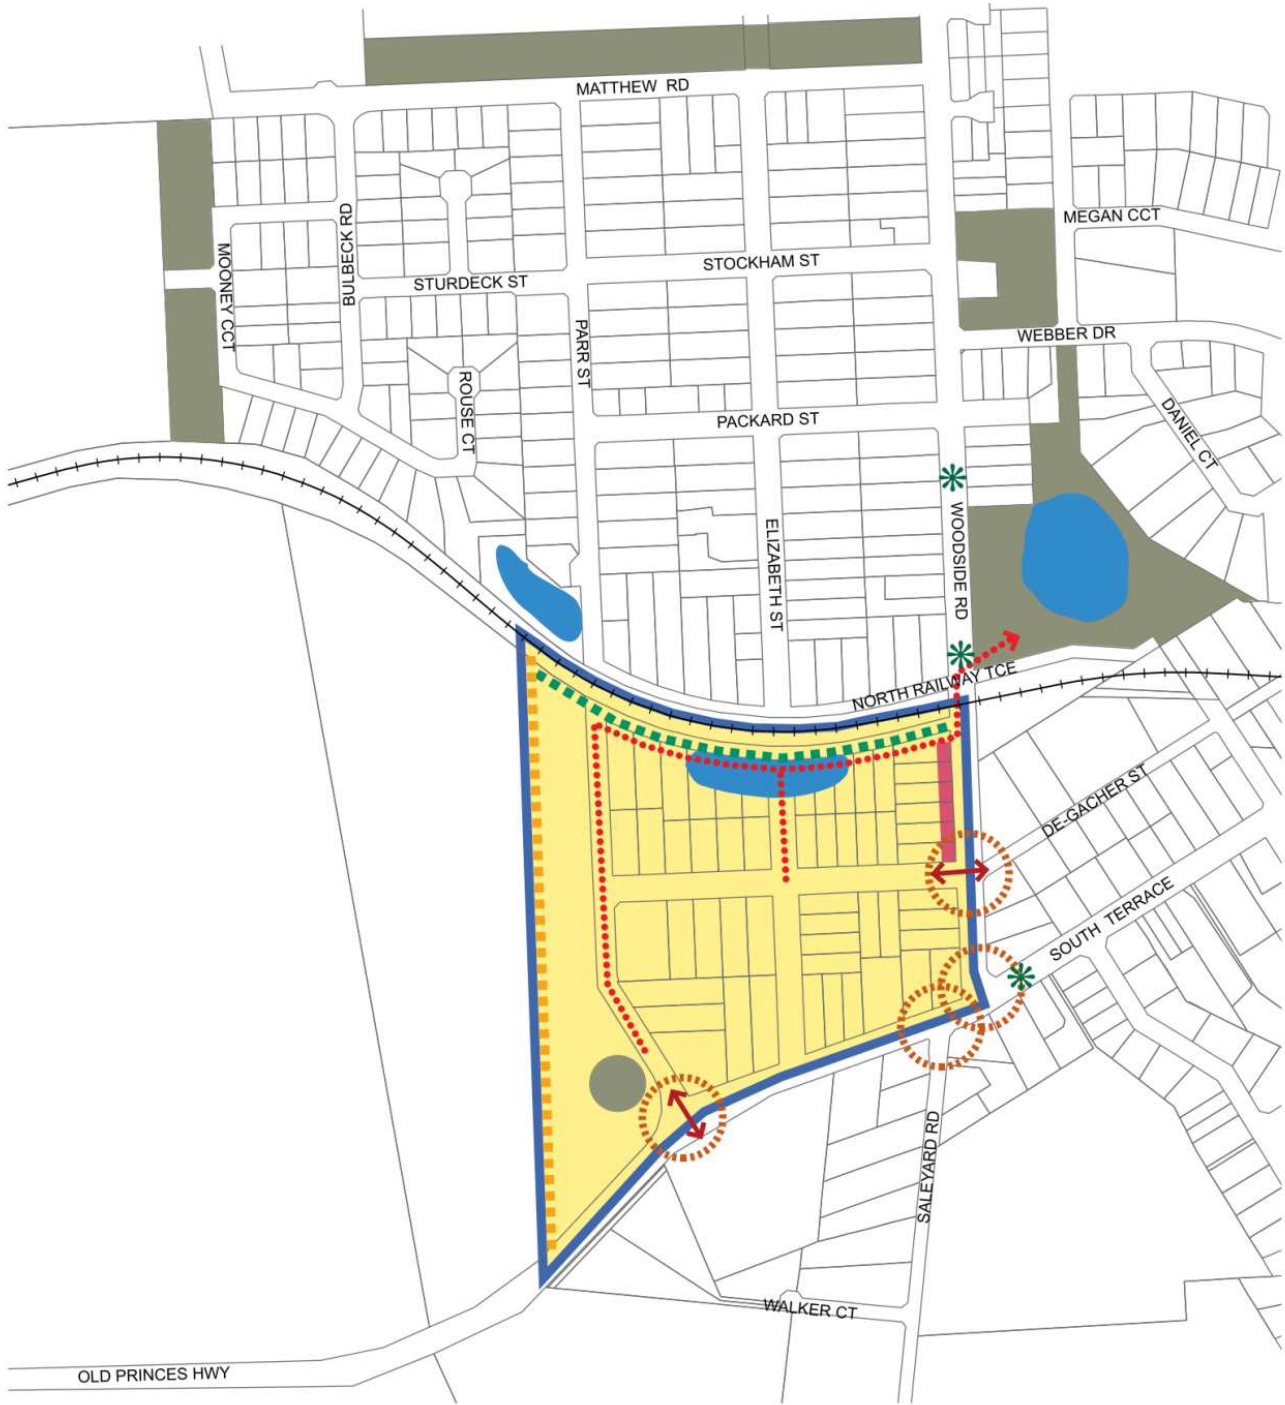 MATTHEW RD
MEGAN CCT
MOONEY CCT
BULBECK RD
STURDECK ST
STOCKHAM ST
PARR ST
WEBBER DR
ROUSE CT
PACKARD ST
DANIEL CT
ELIZABETH ST
WOODSIDE RD
NORTH RAILWAY TCE
DE-GACHER ST
SOUTH TERRACE
SALEYARD RD
WALKER CT
OLD PRINCES HWY